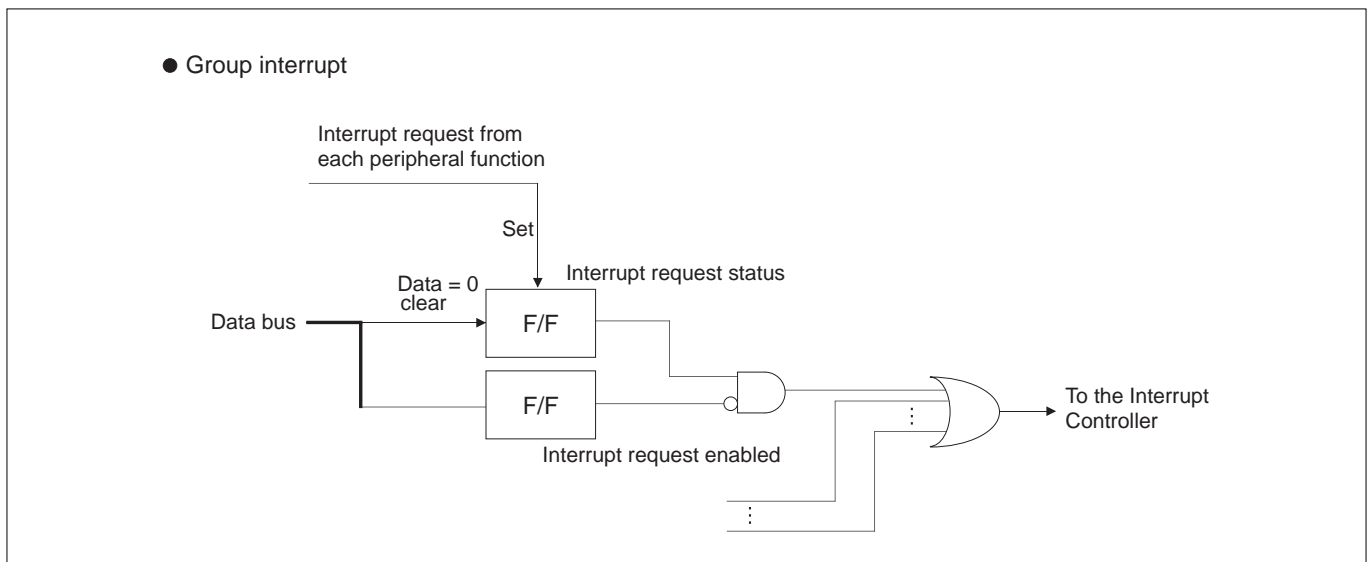 ● Group interrupt
Interrupt request from
each peripheral function
Set
Interrupt request status
Data = 0
clear
Data bus
F/F
F/F
Interrupt request enabled
To the Interrupt
Controller